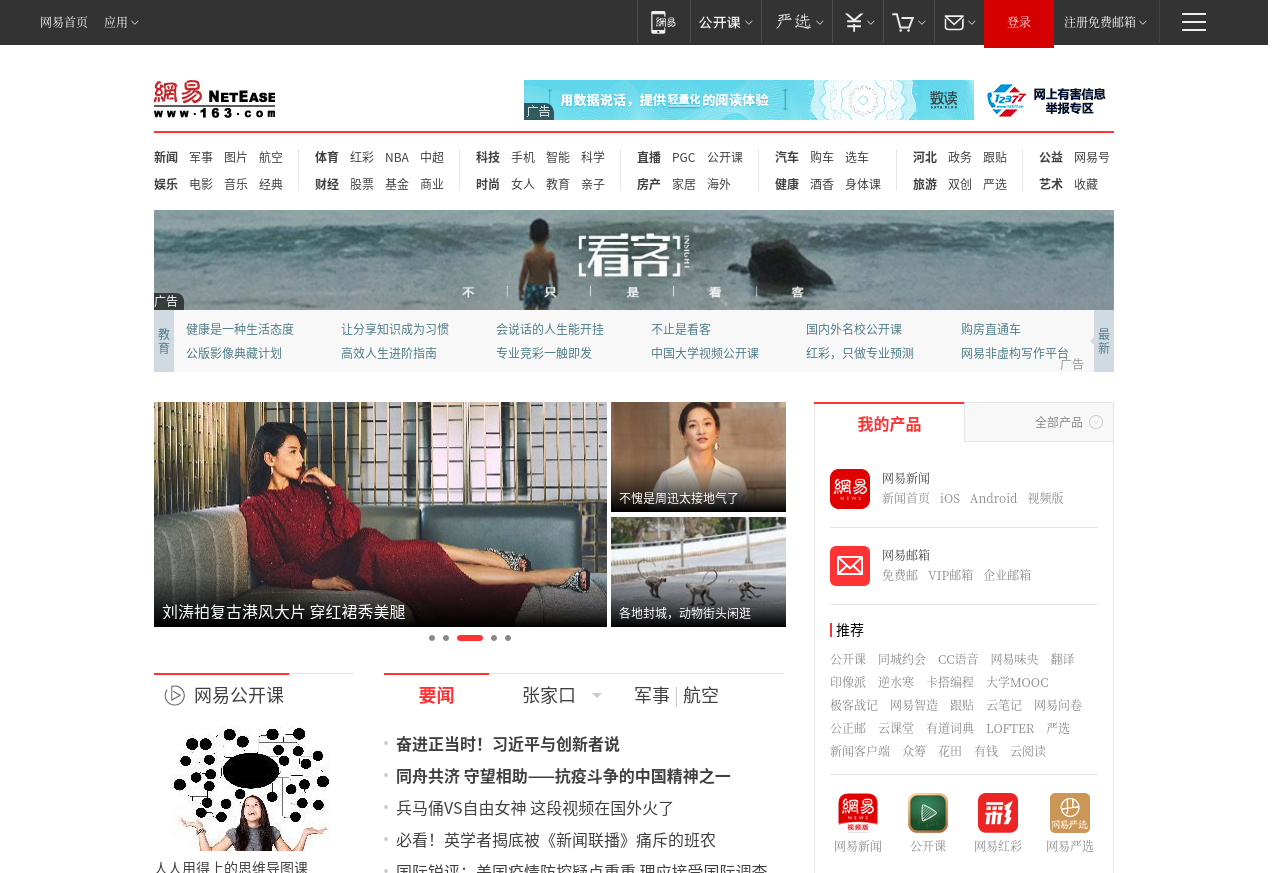 网易首页 应用 網易 公开课 严选 登录 注册免费邮箱
網易 NETEASE
www·163·com
用数据说话，提供轻量化的阅读体验 数读
广告
12377 网上有害信息
举报专区
新闻 军事 图片 航空 体育 红彩 NBA 中超 科技 手机 智能 科学 直播 PGC 公开课 汽车 购车 选车 河北 政务 跟贴 公益 网易号
娱乐 电影 音乐 经典 财经 股票 基金 商业 时尚 女人 教育 亲子 房产 家居 海外 健康 酒香 身体课 旅游 双创 严选 艺术 收藏
[看客] INSIGHT
不 只 是 看 客
广告
教育
健康是一种生活态度 让分享知识成为习惯 会说话的人生能开挂 不止是看客 国内外名校公开课 购房直通车
公版影像典藏计划 高效人生进阶指南 专业竞彩一触即发 中国大学视频公开课 红彩，只做专业预测 网易非虚构写作平台
广告
最新
刘涛拍复古港风大片 穿红裙秀美腿
不愧是周迅太接地气了
各地封城，动物街头闲逛
网易公开课
人人用得上的思维导图课
要闻 张家口 军事 航空
奋进正当时！习近平与创新者说
同舟共济 守望相助——抗疫斗争的中国精神之一
兵马俑VS自由女神 这段视频在国外火了
必看！英学者揭底被《新闻联播》痛斥的班农
国际锐评：美国疫情防控疑点重重 理应接受国际调查
我的产品 全部产品
網易 NEWS
网易新闻
新闻首页 iOS Android 视频版
网易邮箱
免费邮 VIP邮箱 企业邮箱
推荐
公开课 同城约会 CC语音 网易味央 翻译
印像派 逆水寒 卡搭编程 大学MOOC
极客战记 网易智造 跟贴 云笔记 网易问卷
公正邮 云课堂 有道词典 LOFTER 严选
新闻客户端 众筹 花田 有钱 云阅读
網易 NEWS 视频版 彩 网易严选
网易新闻 公开课 网易红彩 网易严选